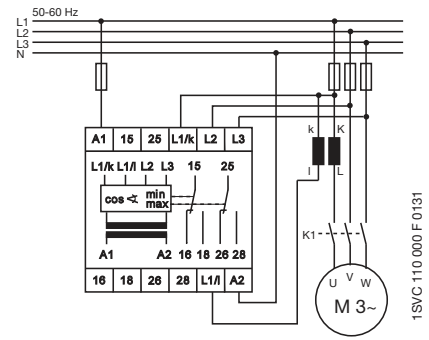 50-60 Hz
L1
L2
L3
N
A1 15 25 L1/k L2 L3
k K
L1/k L1/l L2 L3 15 25
l L
cos ∢ min
max
K1
A1 A2 16 18 26 28
16 18 26 28 L1/l A2
U V W
M 3~
1SVC 110 000 F 0131